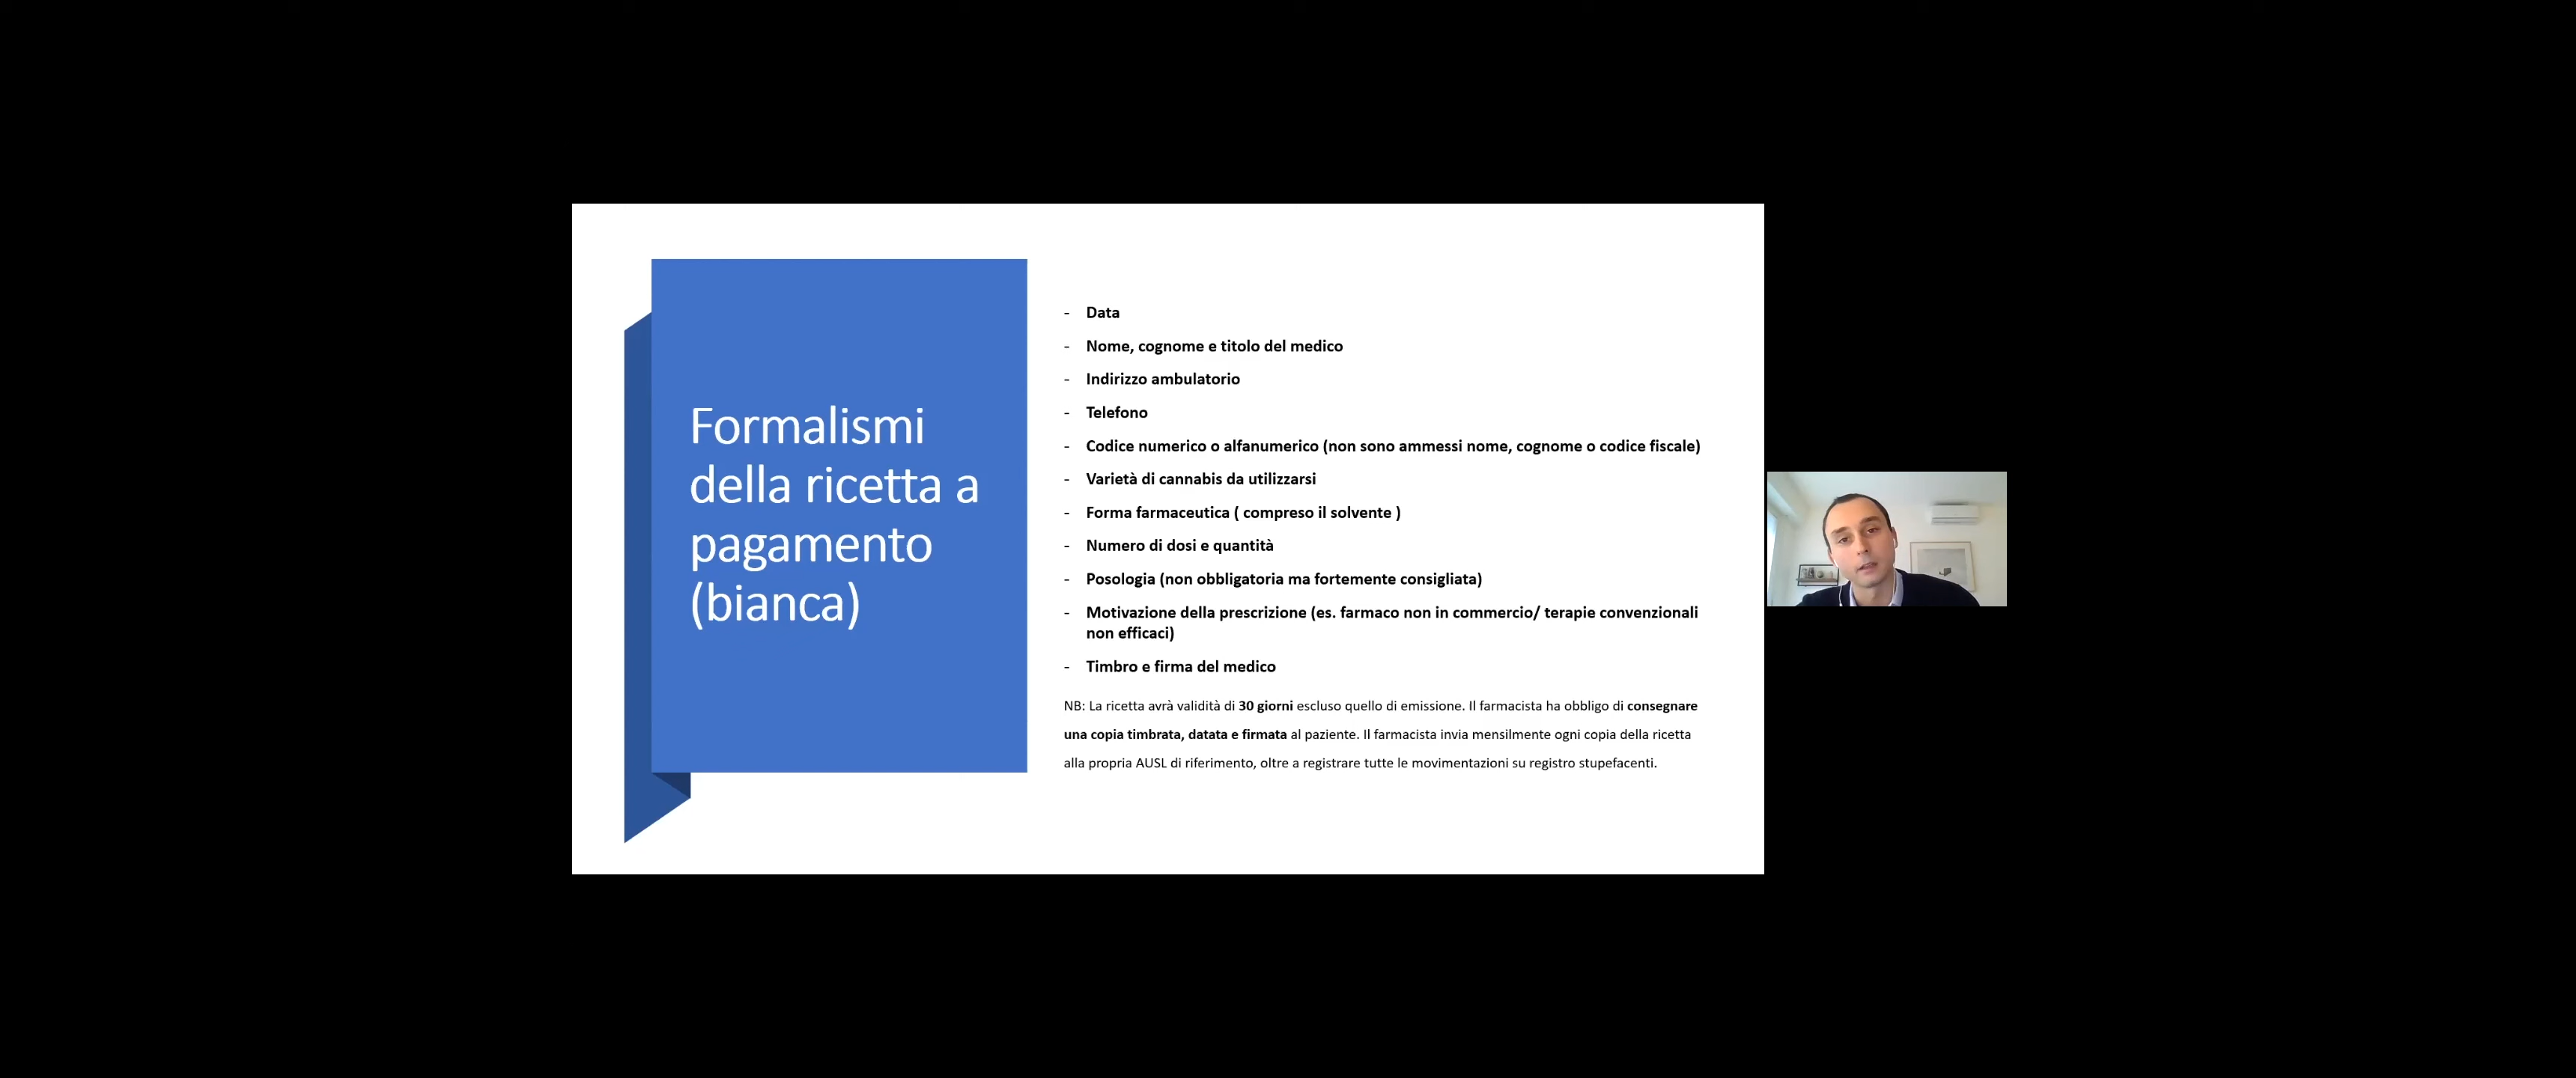 Formalismi
della ricetta a
pagamento
(bianca)
- Data
- Nome, cognome e titolo del medico
- Indirizzo ambulatorio
- Telefono
- Codice numerico o alfanumerico (non sono ammessi nome, cognome o codice fiscale)
- Varietà di cannabis da utilizzarsi
- Forma farmaceutica ( compreso il solvente )
- Numero di dosi e quantità
- Posologia (non obbligatoria ma fortemente consigliata)
- Motivazione della prescrizione (es. farmaco non in commercio/ terapie convenzionali
non efficaci)
- Timbro e firma del medico
NB: La ricetta avrà validità di 30 giorni escluso quello di emissione. Il farmacista ha obbligo di consegnare
una copia timbrata, datata e firmata al paziente. Il farmacista invia mensilmente ogni copia della ricetta
alla propria AUSL di riferimento, oltre a registrare tutte le movimentazioni su registro stupefacenti.